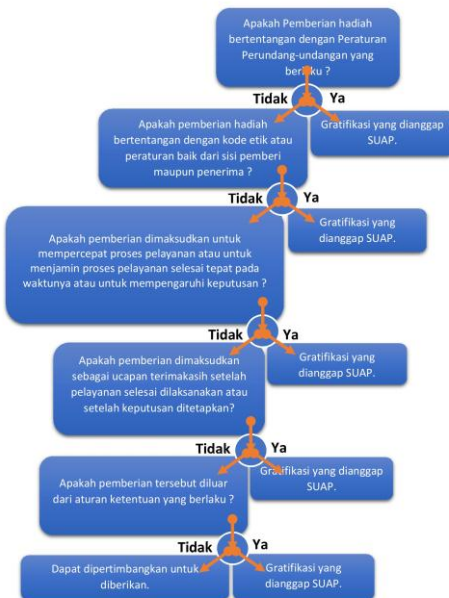 Apakah Pemberian hadiah
bertentangan dengan Peraturan
Perundang-undangan yang
berlaku ?
Tidak Ya
Apakah pemberian hadiah
bertentangan dengan kode etik atau
peraturan baik dari sisi pemberi
maupun penerima ?
Gratifikasi yang dianggap
SUAP.
Tidak Ya
Apakah pemberian dimaksudkan untuk
mempercepat proses pelayanan atau untuk
menjamin proses pelayanan selesai tepat pada
waktunya atau untuk mempengaruhi keputusan ?
Gratifikasi yang
dianggap SUAP.
Tidak Ya
Apakah pemberian dimaksudkan
sebagai ucapan terimakasih setelah
pelayanan selesai dilaksanakan atau
setelah keputusan ditetapkan?
Gratifikasi yang
dianggap SUAP.
Tidak Ya
Apakah pemberian tersebut diluar
dari aturan ketentuan yang berlaku ?
Gratifikasi yang dianggap
SUAP.
Tidak Ya
Dapat dipertimbangkan untuk
diberikan.
Gratifikasi yang
dianggap SUAP.